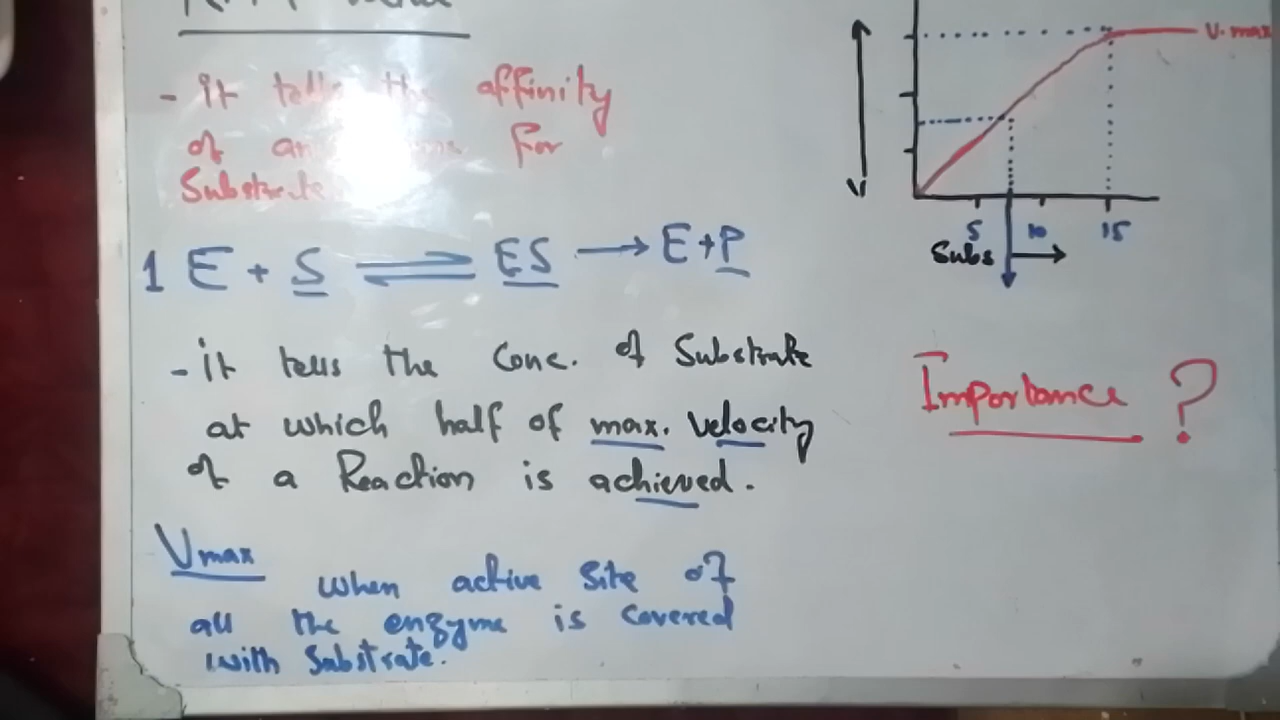 - it tells the affinity
of an for
Substrate
1 E + S ⇌ ES → E+P
- it tells the Conc. of Substrate
at which half of max. velocity
of a Reaction is achieved.
Vmax
when active Site of
all the enzyme is covered
with Substrate.
V.max
V
5 10 15
Subs →
Importance ?